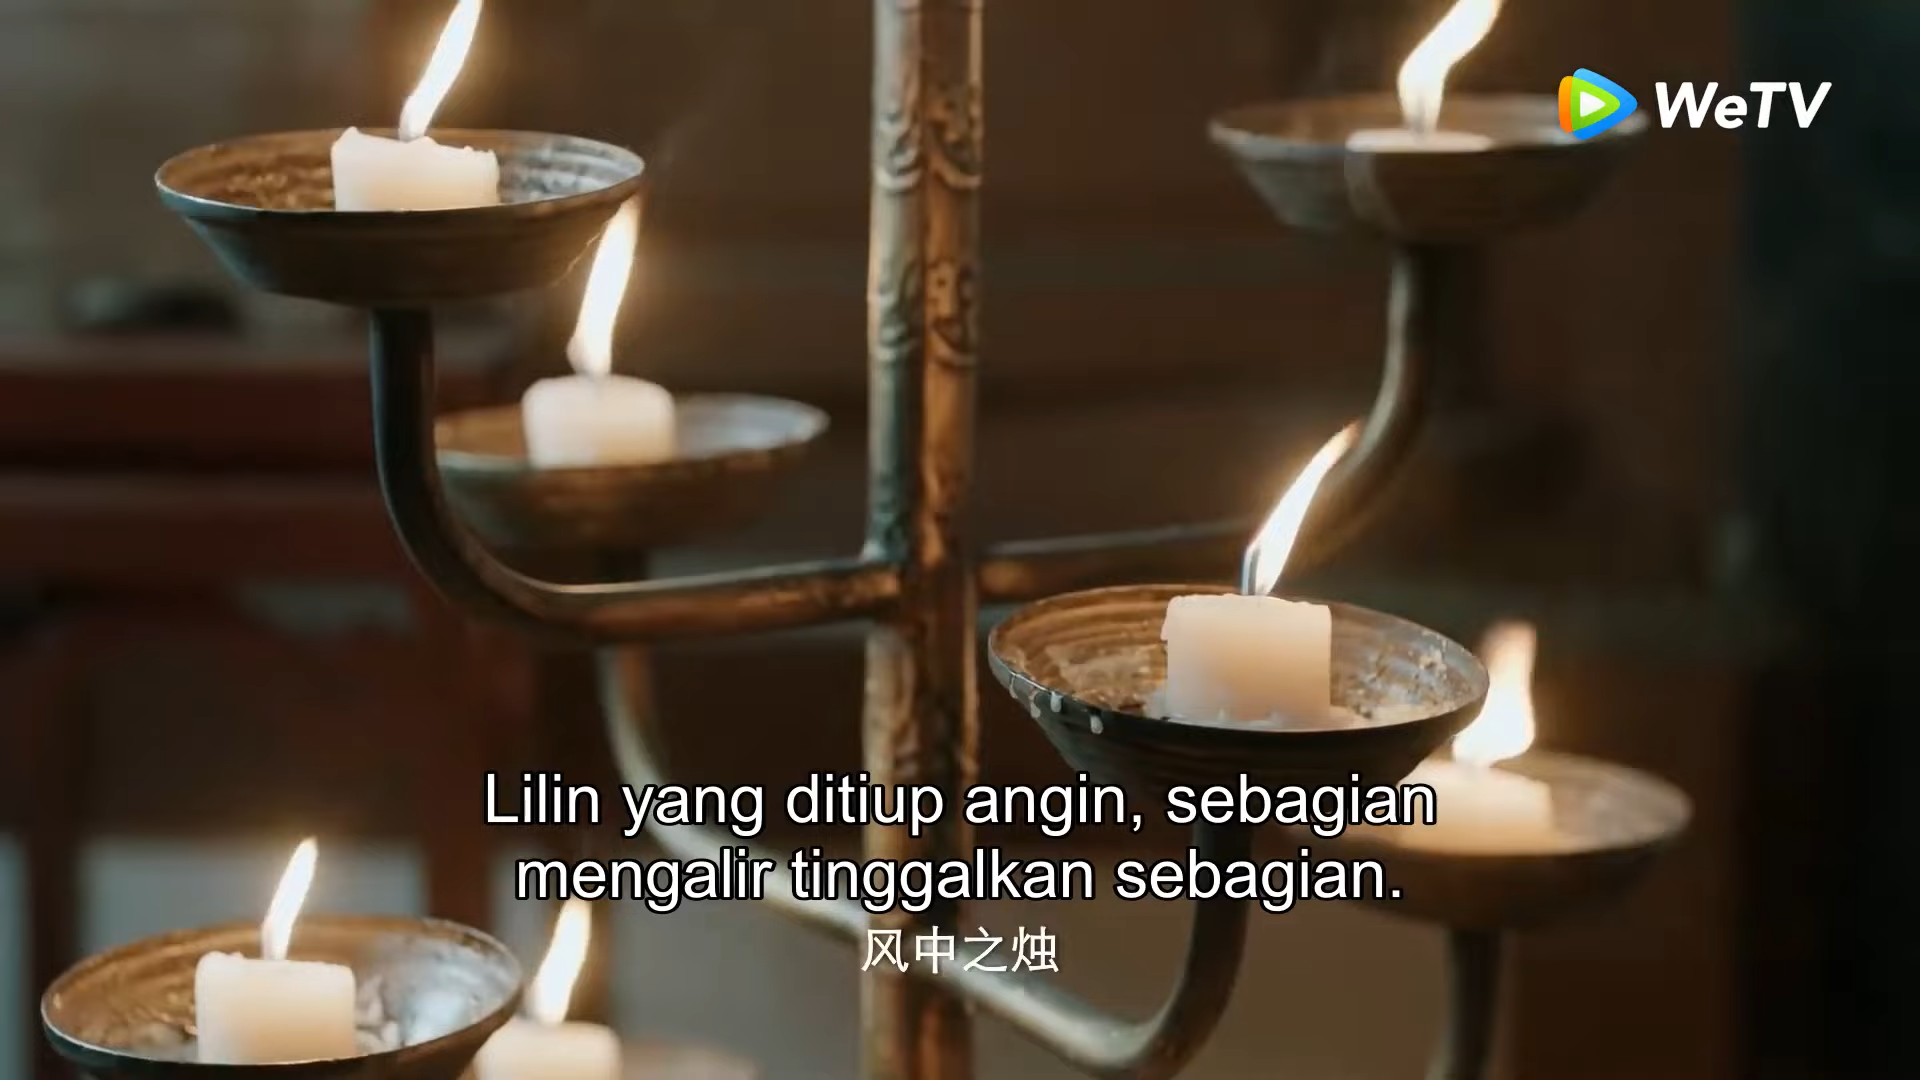 WeTV
Lilin yang ditiup angin, sebagian
mengalir tinggalkan sebagian.
风中之烛